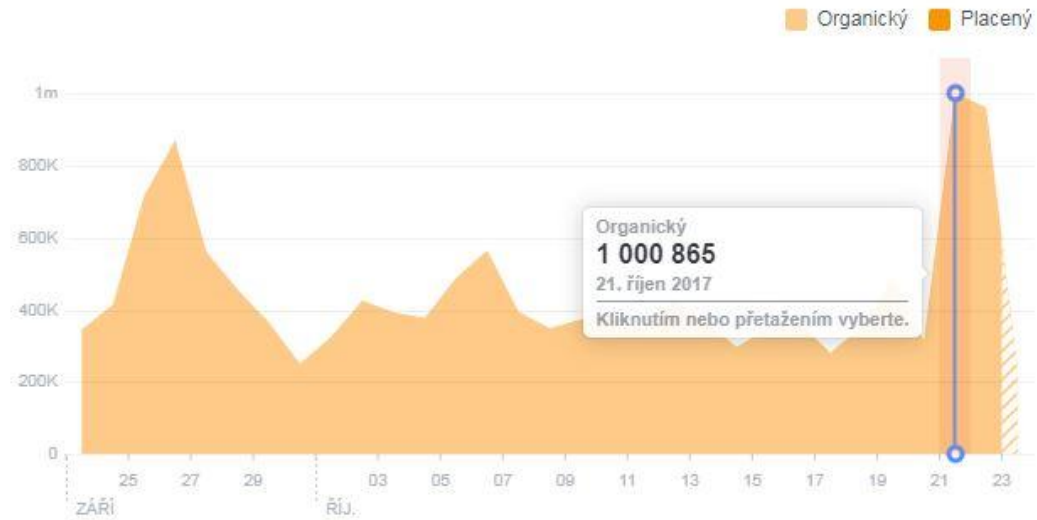 Organický Placený
1m
800K
600K
400K
200K
0
Organický
1 000 865
21. říjen 2017
Kliknutím nebo přetažením vyberte.
25 27 29 03 05 07 09 11 13 15 17 19 21 23
ZÁŘÍ ŘÍJ.